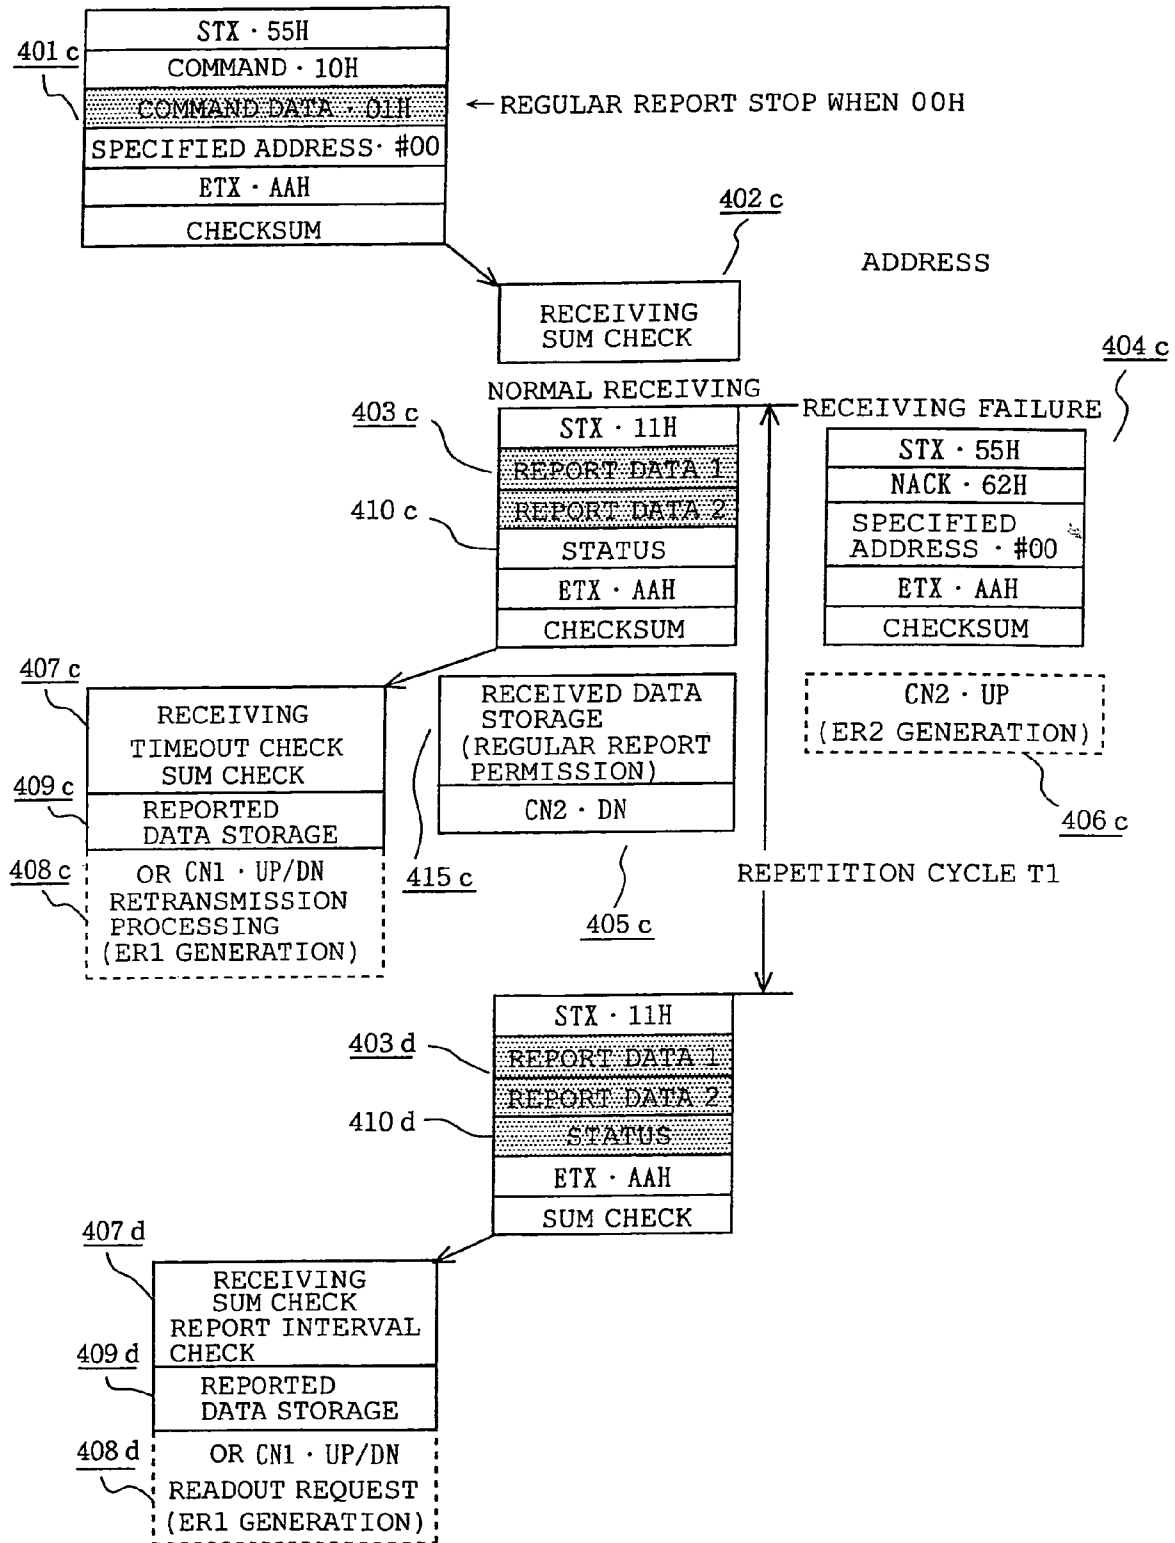 STX · 55H
401 c
COMMAND · 10H
COMMAND DATA · 01H
← REGULAR REPORT STOP WHEN 00H
SPECIFIED ADDRESS · #00
ETX · AAH
CHECKSUM
402 c
ADDRESS
RECEIVING
SUM CHECK
404 c
NORMAL RECEIVING
403 c
RECEIVING FAILURE
STX · 11H
REPORT DATA 1
REPORT DATA 2
410 c
STATUS
ETX · AAH
CHECKSUM
STX · 55H
NACK · 62H
SPECIFIED
ADDRESS · #00
ETX · AAH
CHECKSUM
407 c
RECEIVING
TIMEOUT CHECK
SUM CHECK
409 c
REPORTED
DATA STORAGE
408 c
OR CN1 · UP/DN
RETRANSMISSION
PROCESSING
(ER1 GENERATION)
RECEIVED DATA
STORAGE
(REGULAR REPORT
PERMISSION)
CN2 · DN
415 c
405 c
CN2 · UP
(ER2 GENERATION)
406 c
REPETITION CYCLE T1
STX · 11H
403 d
REPORT DATA 1
REPORT DATA 2
410 d
STATUS
ETX · AAH
SUM CHECK
407 d
RECEIVING
SUM CHECK
REPORT INTERVAL
CHECK
409 d
REPORTED
DATA STORAGE
408 d
OR CN1 · UP/DN
READOUT REQUEST
(ER1 GENERATION)